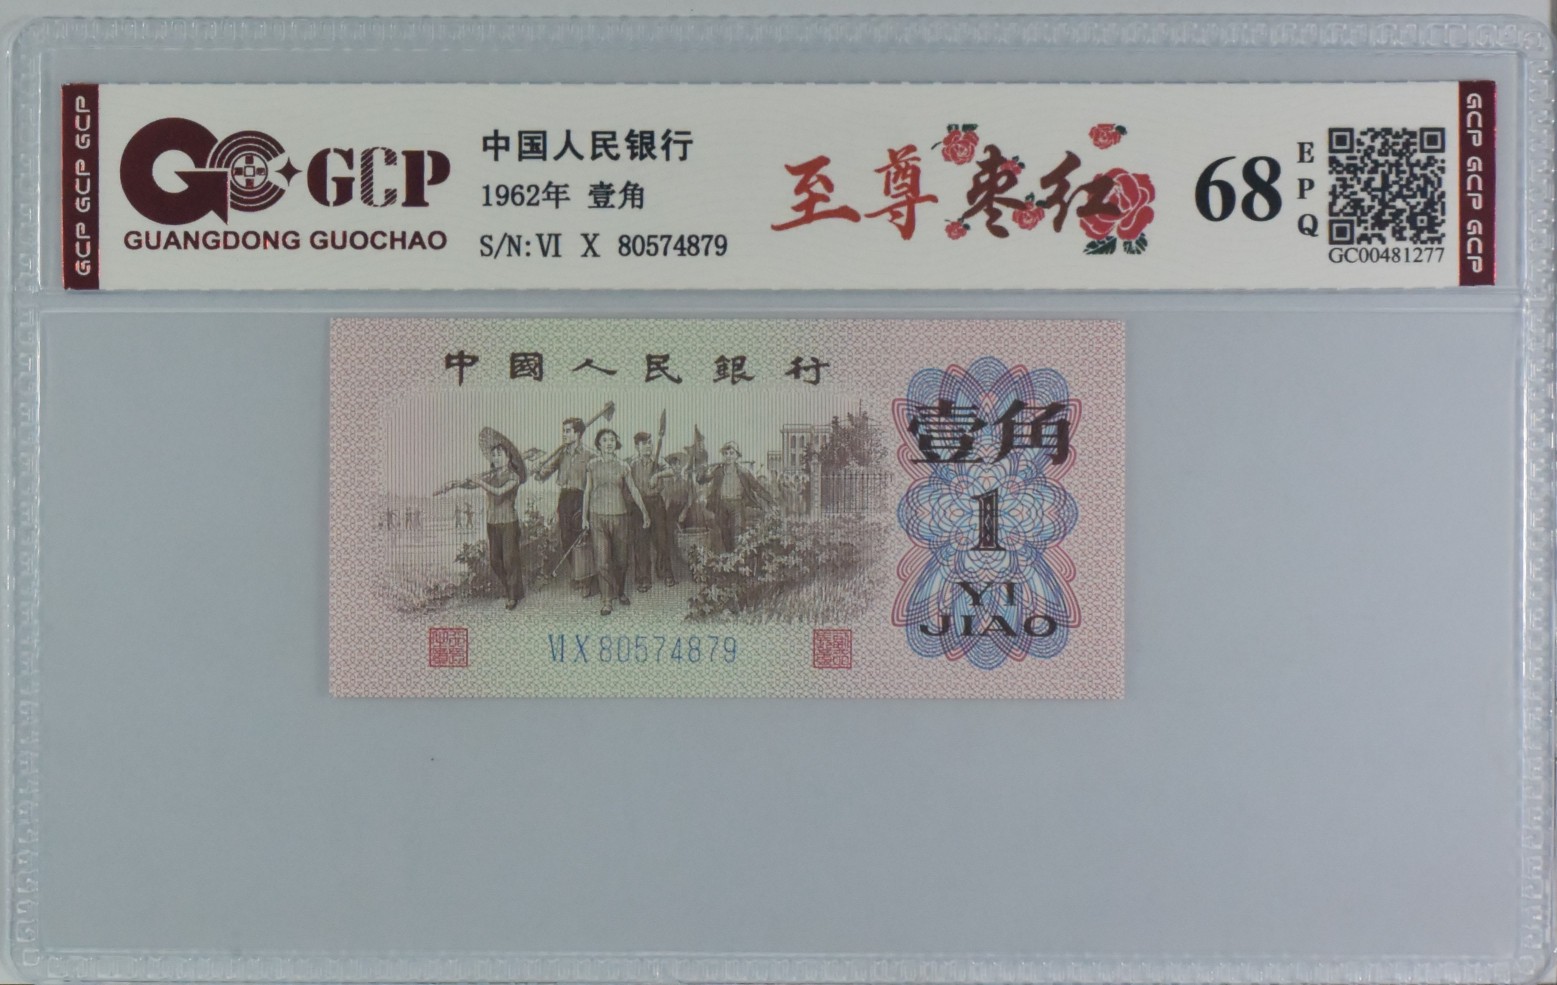 GCP GCP GCP
GC GCP
GUANGDONG GUOCHAO
中国人民银行
1962年 壹角
S/N: VI X 80574879
至尊枣红
68
EPQ
GC00481277
GCP GCP GCP
中國人民銀行
壹角
1
YI
JIAO
VI X 80574879